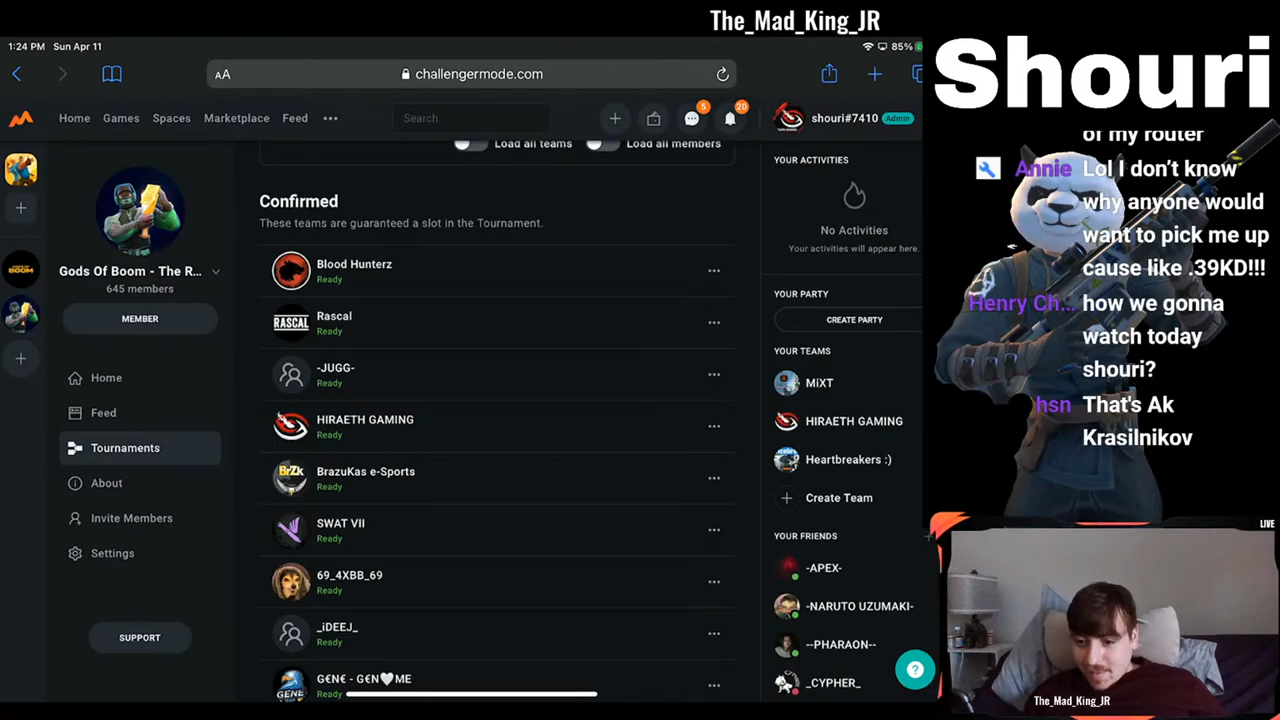 The_Mad_King_JR
1:24 PM Sun Apr 11
85%
AA
challengermode.com
Home Games Spaces Marketplace Feed
Search
5
20
shouri#7410 Admin
Load all teams
Load all members
Gods Of Boom - The R...
645 members
MEMBER
Home
Feed
Tournaments
About
Invite Members
Settings
SUPPORT
Confirmed
These teams are guaranteed a slot in the Tournament.
Blood Hunterz
Ready
RASCAL
Rascal
Ready
-JUGG-
Ready
HIRAETH GAMING
Ready
BrZK
BrazuKas e-Sports
Ready
SWAT VII
Ready
69_4XBB_69
Ready
_iDEEJ_
Ready
GENE
G€N€ - G€N🤍ME
Ready
YOUR ACTIVITIES
No Activities
Your activities will appear here.
YOUR PARTY
CREATE PARTY
YOUR TEAMS
MiXT
HIRAETH GAMING
Heartbreakers :)
Create Team
YOUR FRIENDS
-APEX-
-NARUTO UZUMAKI-
--PHARAON--
_CYPHER_
?
Shouri
of my router
Annie Lol I don't know
why anyone would
want to pick me up
cause like .39KD!!!
Henry Ch... how we gonna
watch today
shouri?
hsn That's Ak
Krasilnikov
LIVE
The_Mad_King_JR